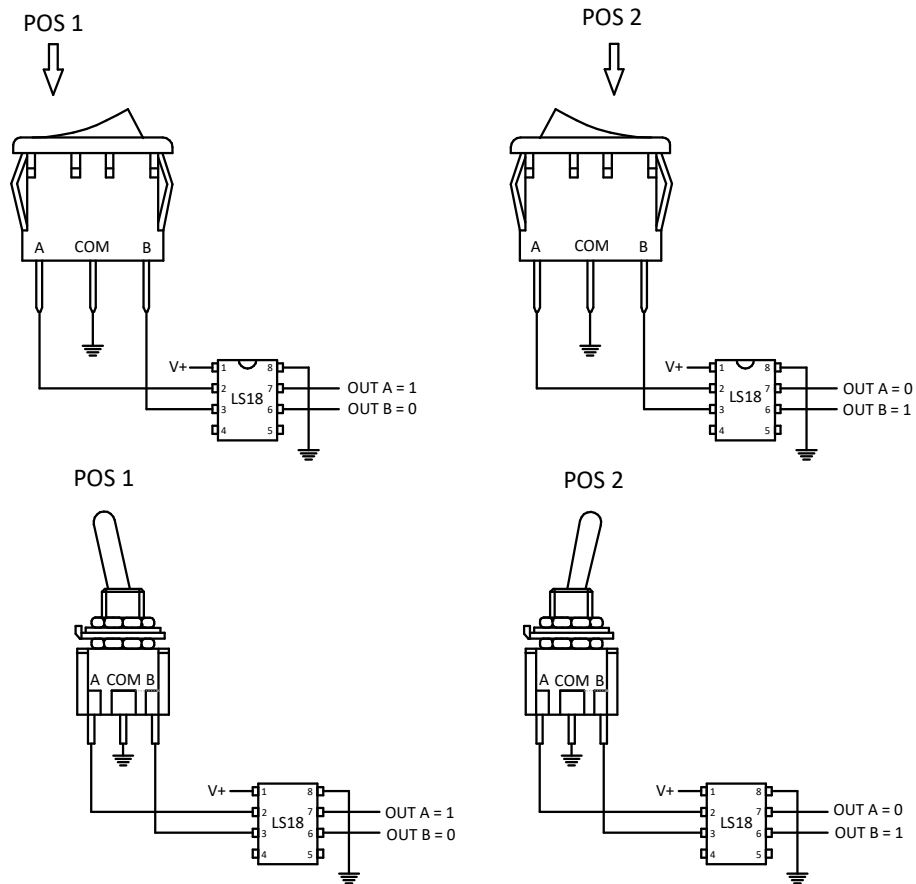 POS 1
POS 2
A COM B
A COM B
V+ 1 8
2 7 OUT A = 1
LS18
3 6 OUT B = 0
4 5
V+ 1 8
2 7 OUT A = 0
LS18
3 6 OUT B = 1
4 5
POS 1
POS 2
A COM B
A COM B
V+ 1 8
2 7 OUT A = 1
LS18
3 6 OUT B = 0
4 5
V+ 1 8
2 7 OUT A = 0
LS18
3 6 OUT B = 1
4 5